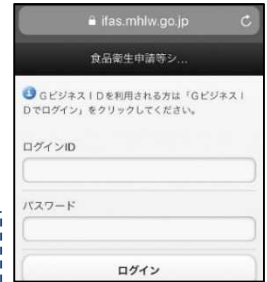 ifas.mhlw.go.jp
食品衛生申請等シ...
GビジネスIDを利用される方は「GビジネスI
Dでログイン」をクリックしてください。
ログインID
パスワード
ログイン